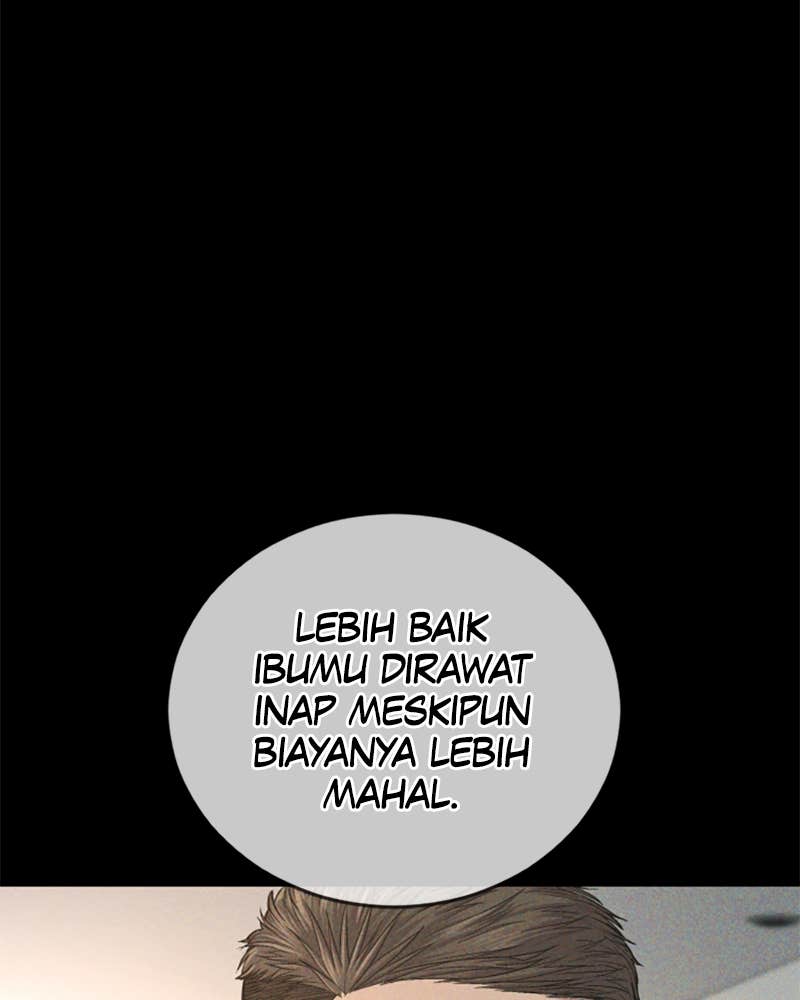 LEBIH BAIK
IBUMU DIRAWAT
INAP MESKIPUN
BIAYANYA LEBIH
MAHAL.